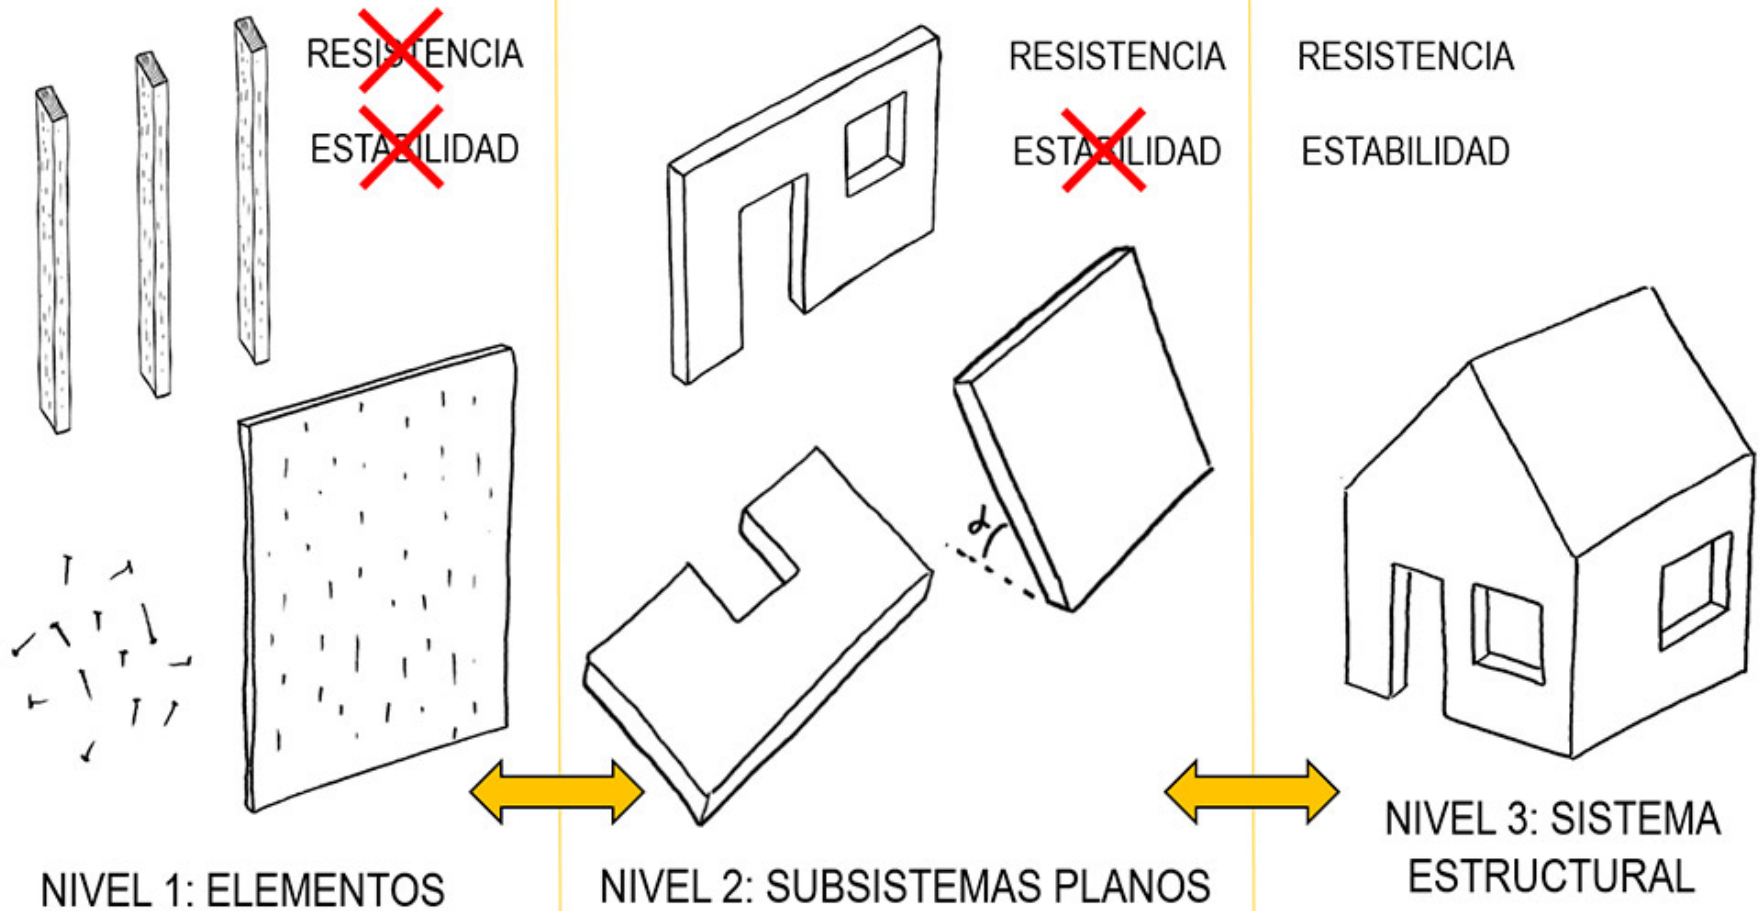 RESISTENCIA
ESTABILIDAD
NIVEL 1: ELEMENTOS
RESISTENCIA
ESTABILIDAD
α
NIVEL 2: SUBSISTEMAS PLANOS
RESISTENCIA
ESTABILIDAD
NIVEL 3: SISTEMA
ESTRUCTURAL